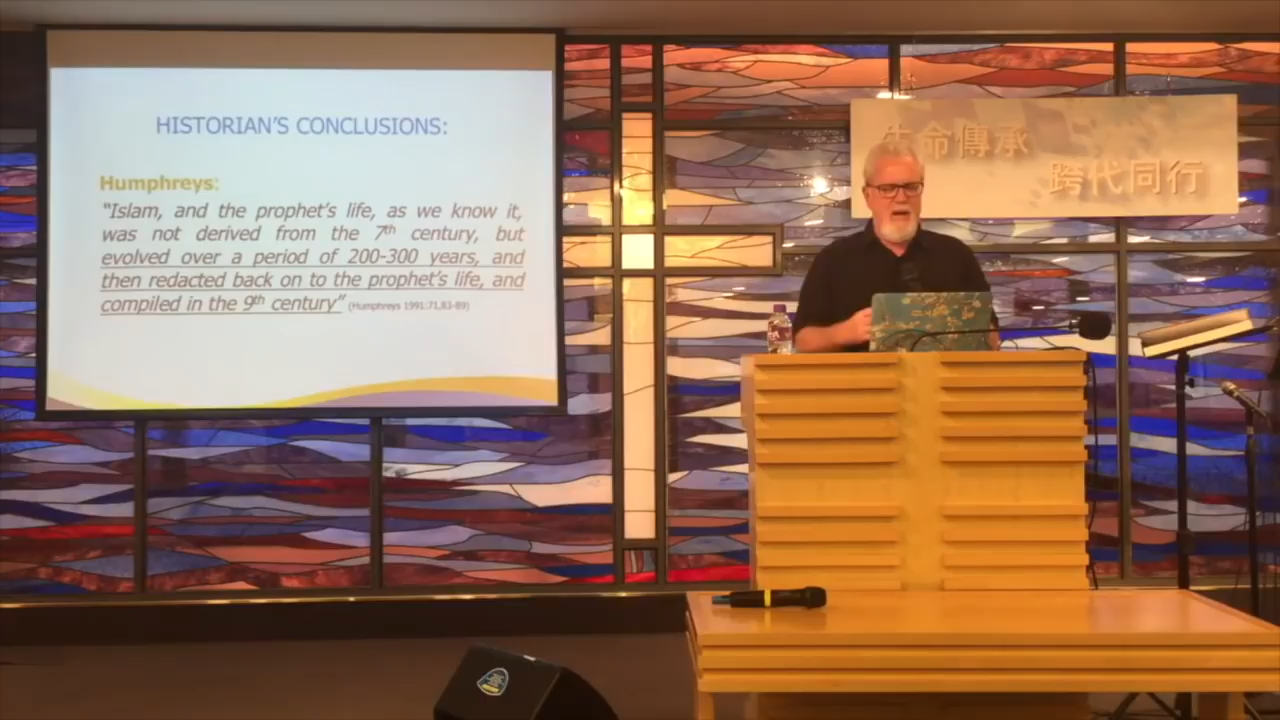 HISTORIAN'S CONCLUSIONS:
Humphreys:
"Islam, and the prophet's life, as we know it,
was not derived from the 7th century, but
evolved over a period of 200-300 years, and
then redacted back on to the prophet's life, and
compiled in the 9th century" (Humphreys 1991:71,83-89)
生命傳承
跨代同行